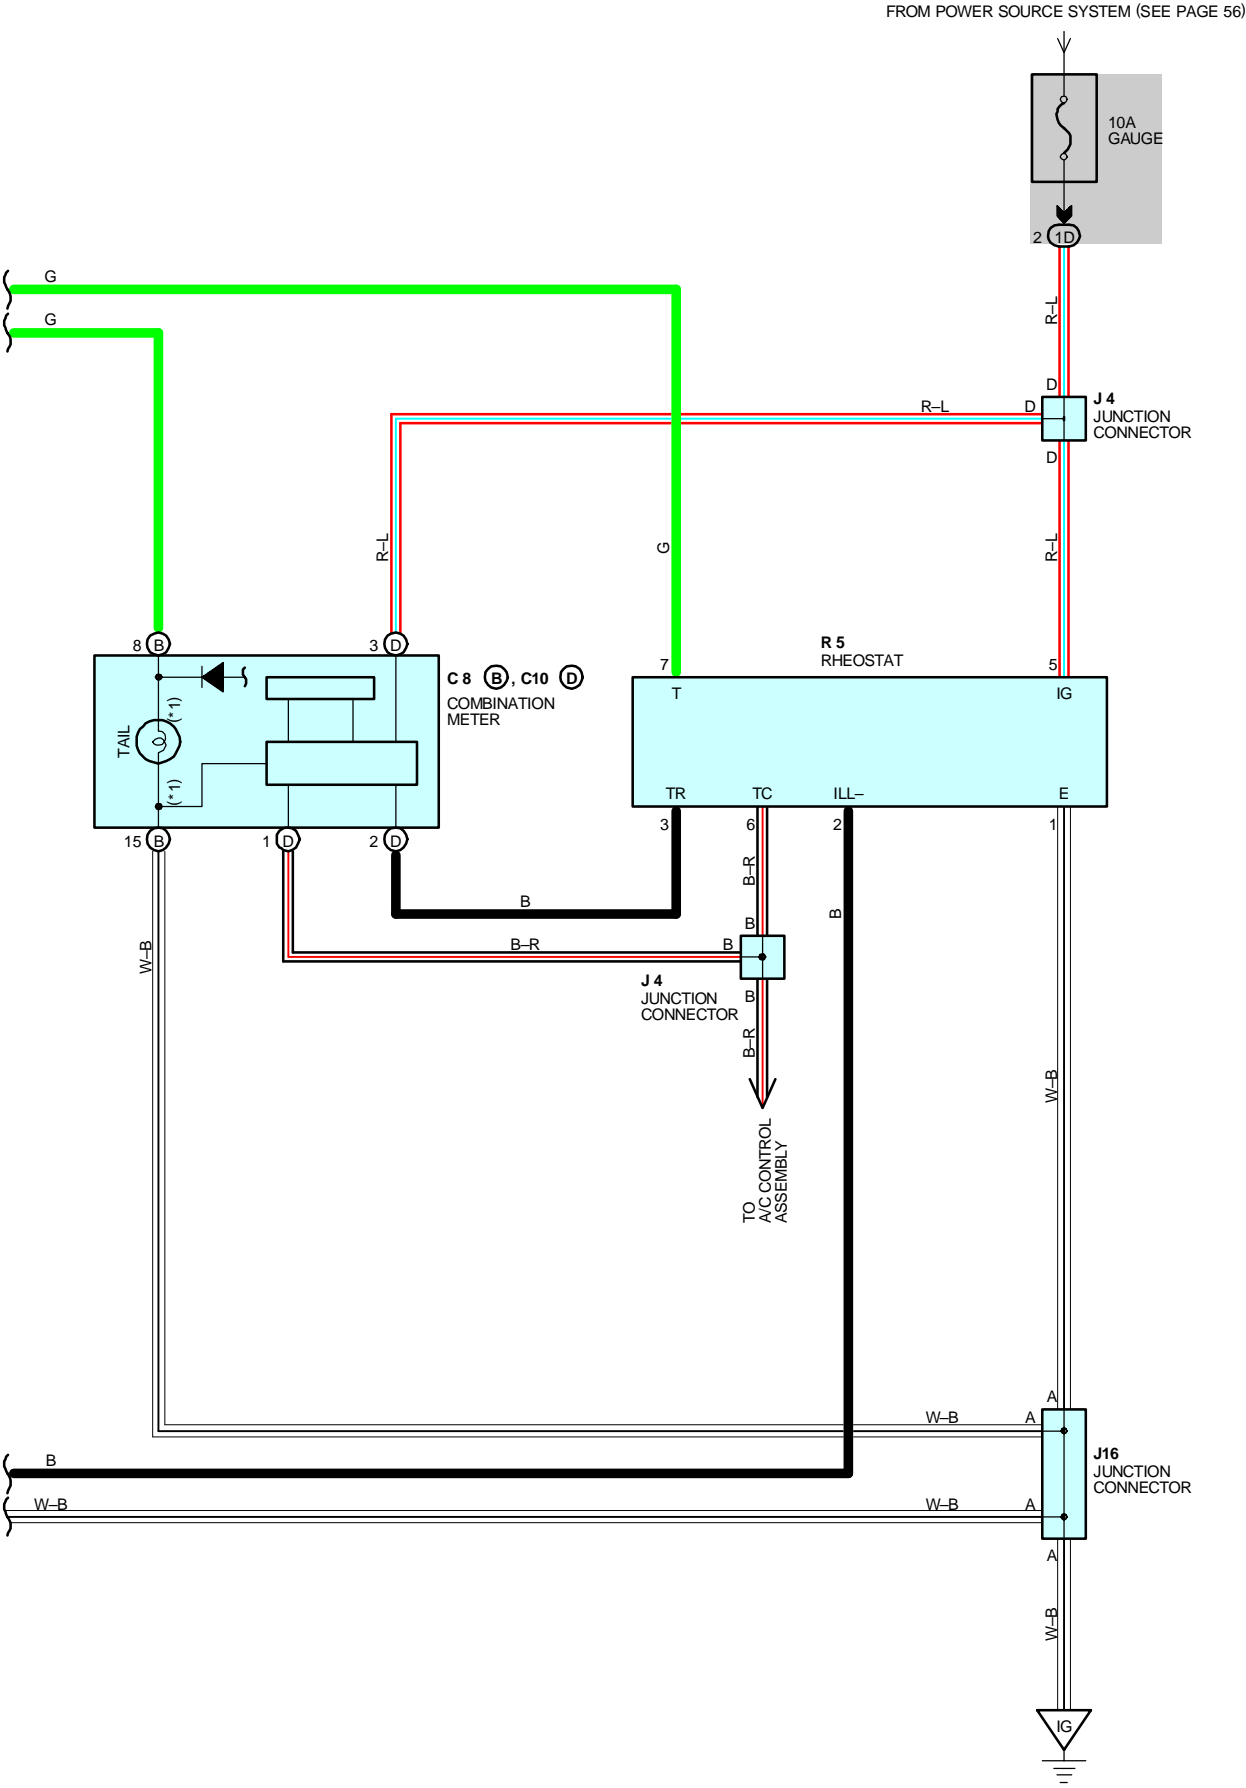 FROM POWER SOURCE SYSTEM (SEE PAGE 56)
10A
GAUGE
2 1D
G
R–L
G
D
J 4
R–L D
JUNCTION
CONNECTOR
D
R–L
G
R–L
R 5
8 B
3 D
RHEOSTAT
7
5
C 8 B , C10 D
T
IG
COMBINATION
METER
(*1)
TAIL
(*1)
TR
TC
ILL–
E
15 B
1 D
2 D
3
6
2
1
B–R
B
B
B
B–R
B
W–B
J 4
JUNCTION
CONNECTOR
B
B–R
W–B
TO
A/C CONTROL
ASSEMBLY
A
W–B A
J16
B
JUNCTION
CONNECTOR
W–B
W–B A
A
W–B
IG